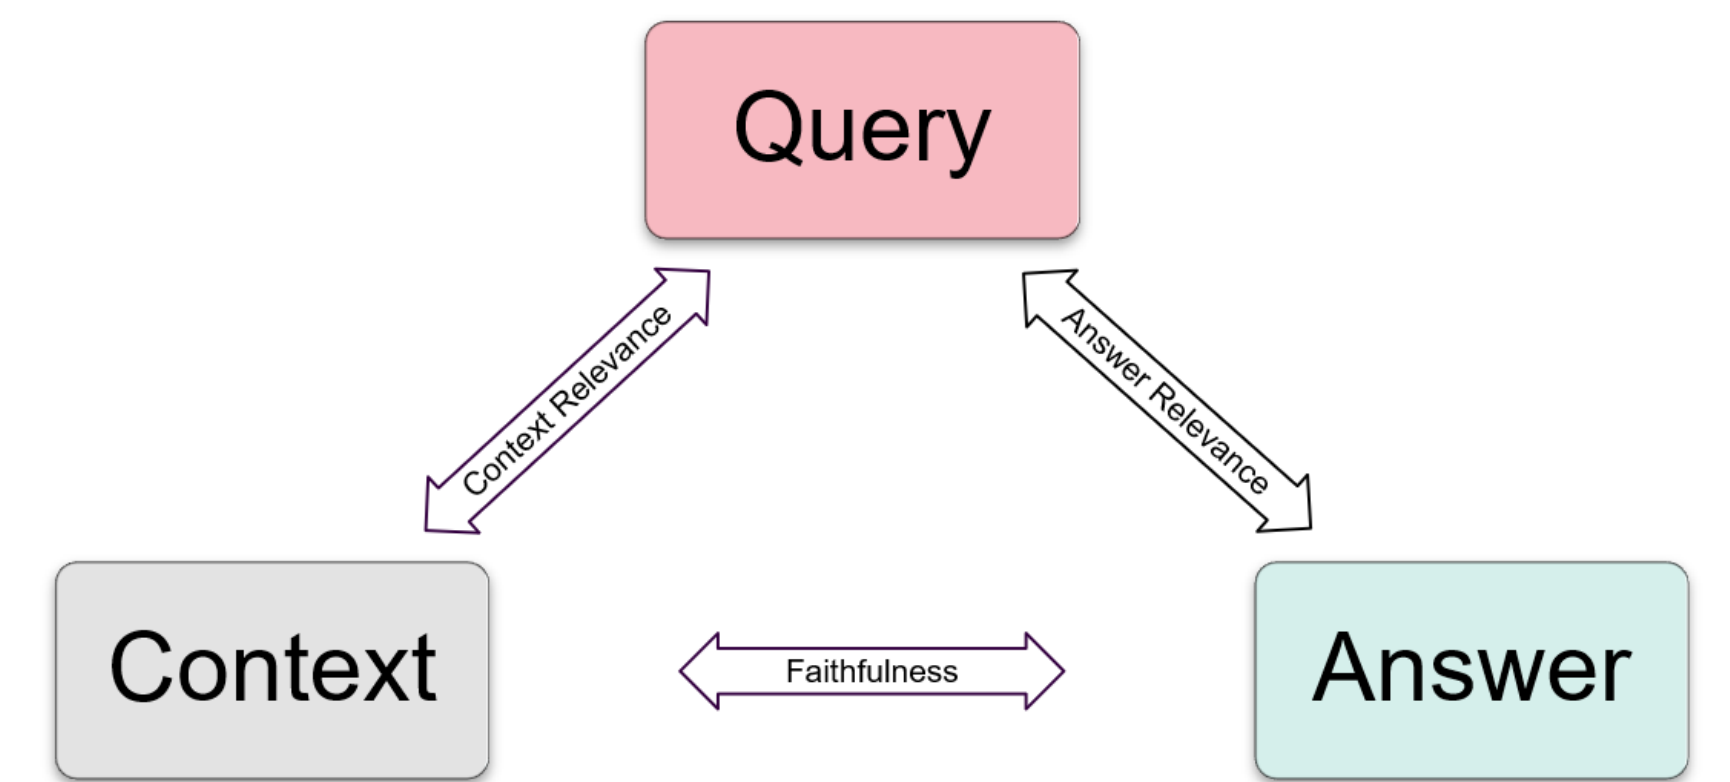 Query
Context Relevance
Answer Relevance
Context
Faithfulness
Answer